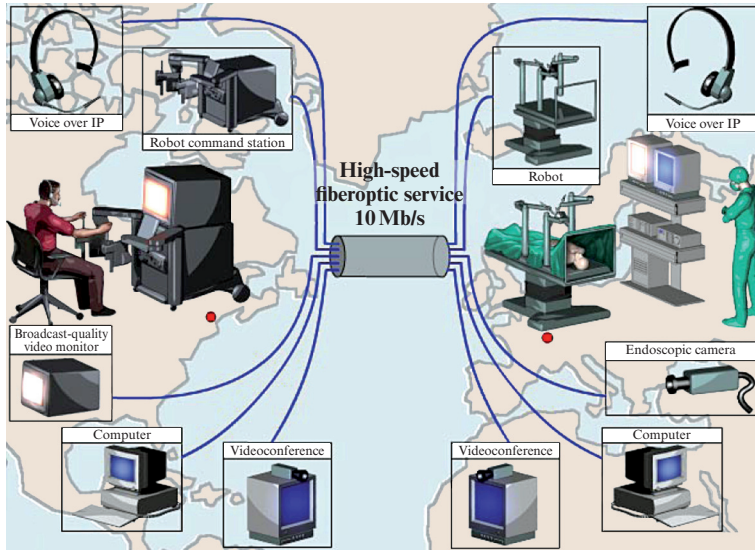 Voice over IP
Robot command station
High-speed
fiberoptic service
10 Mb/s
Robot
Voice over IP
Broadcast-quality
video monitor
Endoscopic camera
Computer
Videoconference
Videoconference
Computer